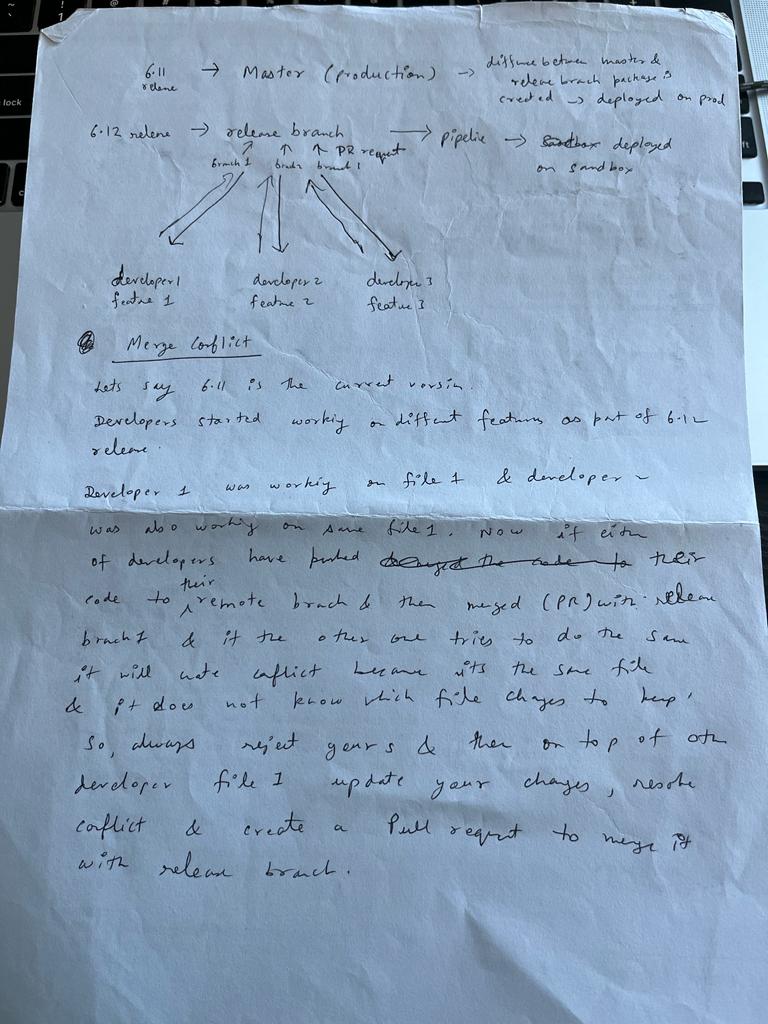 6.11 release → Master (production) → diffrence between master & release brach package is created → deployed on prod
6.12 release → release branch → pipeline → deployed on sandbox
PR request
branch 1 branch2 branch 1
developer 1 developer 2 developer 3
feature 1 feature 2 feature 3
Merge Conflict
Lets say 6.11 is the current version.
Developers started working on different features as part of 6.12
release.
Developer 1 was working on file 1 & developer 2
was also working on same file 1. Now if either
of developers have pushed changed the code to their
code to their remote brach & then merged (PR) with release
brach 1 & if the other one tries to do the same
it will create conflict because its the same file
& it does not know which file changes to keep.
So, always reject yours & then on top of other
developer file 1 update your changes, resolve
conflict & create a Pull request to merge it
with release branch.